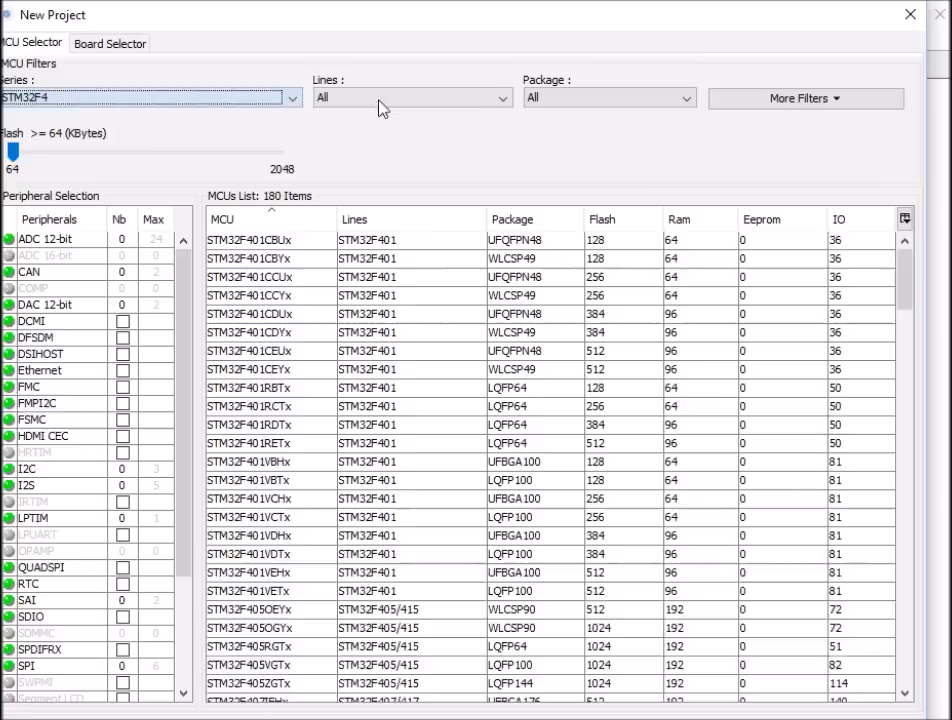 New Project
MCU Selector Board Selector
MCU Filters
Series : Lines : Package :
STM32F4 All All More Filters
Flash >= 64 (KBytes)
64 2048
Peripheral Selection MCUs List: 180 Items
Peripherals Nb Max MCU Lines Package Flash Ram Eeprom IO
ADC 12-bit 0 24 STM32F401CBUx STM32F401 UFQFPN48 128 64 0 36
ADC 16-bit 0 0 STM32F401CBYx STM32F401 WLCSP49 128 64 0 36
CAN 0 2 STM32F401CCUx STM32F401 UFQFPN48 256 64 0 36
COMP 0 0 STM32F401CCYx STM32F401 WLCSP49 256 64 0 36
DAC 12-bit 0 2 STM32F401CDUx STM32F401 UFQFPN48 384 96 0 36
DCMI STM32F401CDYx STM32F401 WLCSP49 384 96 0 36
DFSDM STM32F401CEUx STM32F401 UFQFPN48 512 96 0 36
DSIHOST STM32F401CEYx STM32F401 WLCSP49 512 96 0 36
Ethernet STM32F401RBTx STM32F401 LQFP64 128 64 0 50
FMC STM32F401RCTx STM32F401 LQFP64 256 64 0 50
FMPI2C STM32F401RDTx STM32F401 LQFP64 384 96 0 50
FSMC STM32F401RETx STM32F401 LQFP64 512 96 0 50
HDMI CEC STM32F401VBHx STM32F401 UFBGA100 128 64 0 81
HRTIM STM32F401VBTx STM32F401 LQFP100 128 64 0 81
I2C 0 3 STM32F401VCHx STM32F401 UFBGA100 256 64 0 81
I2S 0 5 STM32F401VCTx STM32F401 LQFP100 256 64 0 81
IRTIM STM32F401VDHx STM32F401 UFBGA100 384 96 0 81
LPTIM 0 1 STM32F401VDTx STM32F401 LQFP100 384 96 0 81
LPUART STM32F401VEHx STM32F401 UFBGA100 512 96 0 81
OPAMP 0 0 STM32F401VETx STM32F401 LQFP100 512 96 0 81
QUADSPI STM32F405OEYx STM32F405/415 WLCSP90 512 192 0 72
RTC STM32F405OGYx STM32F405/415 WLCSP90 1024 192 0 72
SAI 0 2 STM32F405RGTx STM32F405/415 LQFP64 1024 192 0 51
SDIO STM32F405VGTx STM32F405/415 LQFP100 1024 192 0 82
SDMMC 0 0 STM32F405ZGTx STM32F405/415 LQFP144 1024 192 0 114
SPDIFRX STM32F407IEHx STM32F407/417 UFBGA176 512 192 0 140
SPI 0 6
SWPMI
Segment LCD 0 0